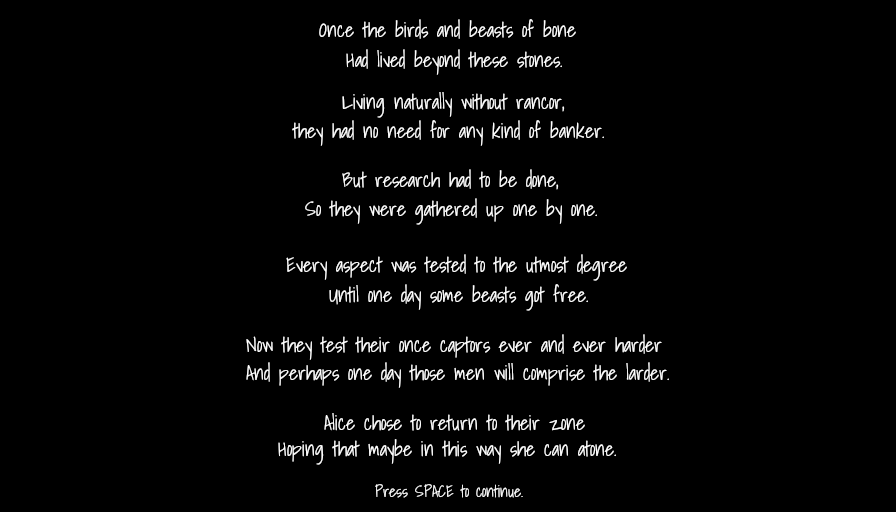 Once the birds and beasts of bone
Had lived beyond these stones.
Living naturally without rancor,
they had no need for any kind of banker.
But research had to be done,
So they were gathered up one by one.
Every aspect was tested to the utmost degree
Until one day some beasts got free.
Now they test their once captors ever and ever harder
And perhaps one day those men will comprise the larder.
Alice chose to return to their zone
Hoping that maybe in this way she can atone.
Press SPACE to continue.